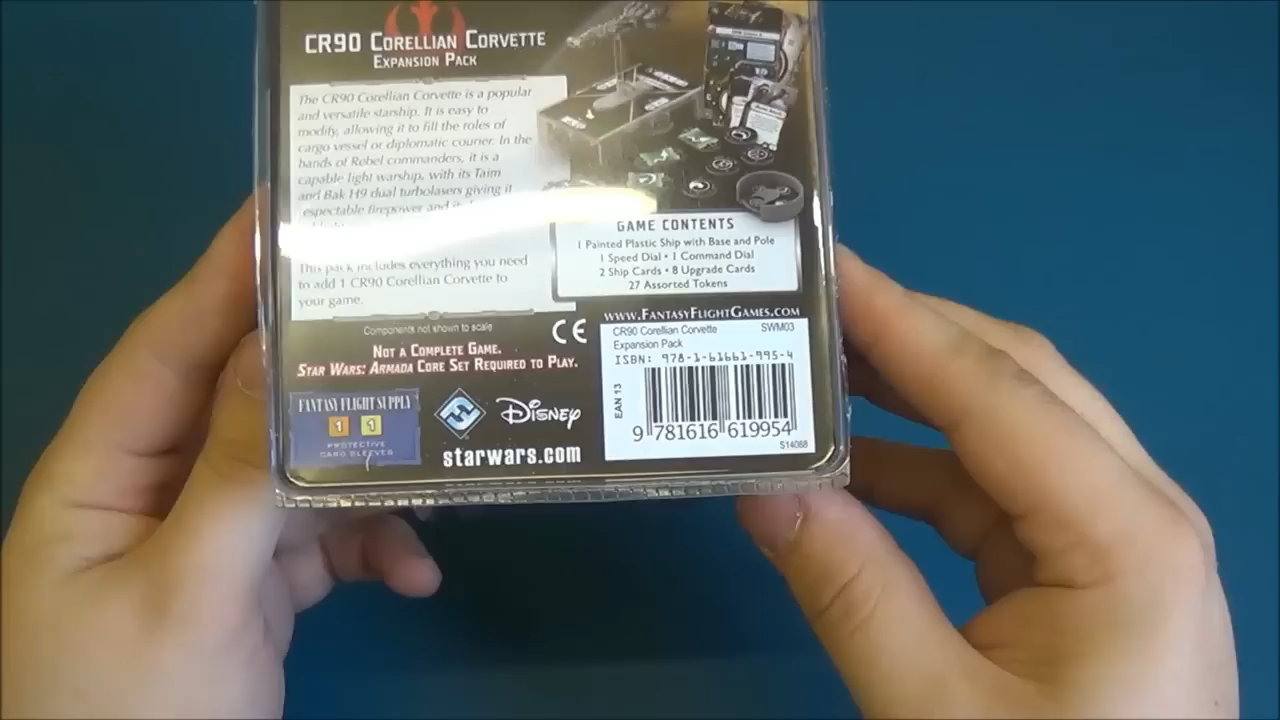 CR90 Corellian Corvette
Expansion Pack
The CR90 Corellian Corvette is a popular
and versatile starship. It is easy to
modify, allowing it to fill the roles of
cargo vessel or diplomatic courier. In the
hands of Rebel commanders, it is a
capable light warship, with its Taim
and Bak H9 dual turbolasers giving it
respectable firepower and
This pack includes everything you need
to add 1 CR90 Corellian Corvette to
your game.
GAME CONTENTS
1 Painted Plastic Ship with Base and Pole
1 Speed Dial • 1 Command Dial
2 Ship Cards • 8 Upgrade Cards
27 Assorted Tokens
Components not shown to scale
CE
Not a Complete Game.
Star Wars: Armada Core Set Required to Play.
www.FantasyFlightGames.com
CR90 Corellian Corvette SWM03
Expansion Pack
ISBN: 978-1-61661-995-4
EAN 13
9 781616 619954
S14088
FANTASY FLIGHT SUPPLY
1 1
PROTECTIVE
CARD SLEEVES
Disney
starwars.com